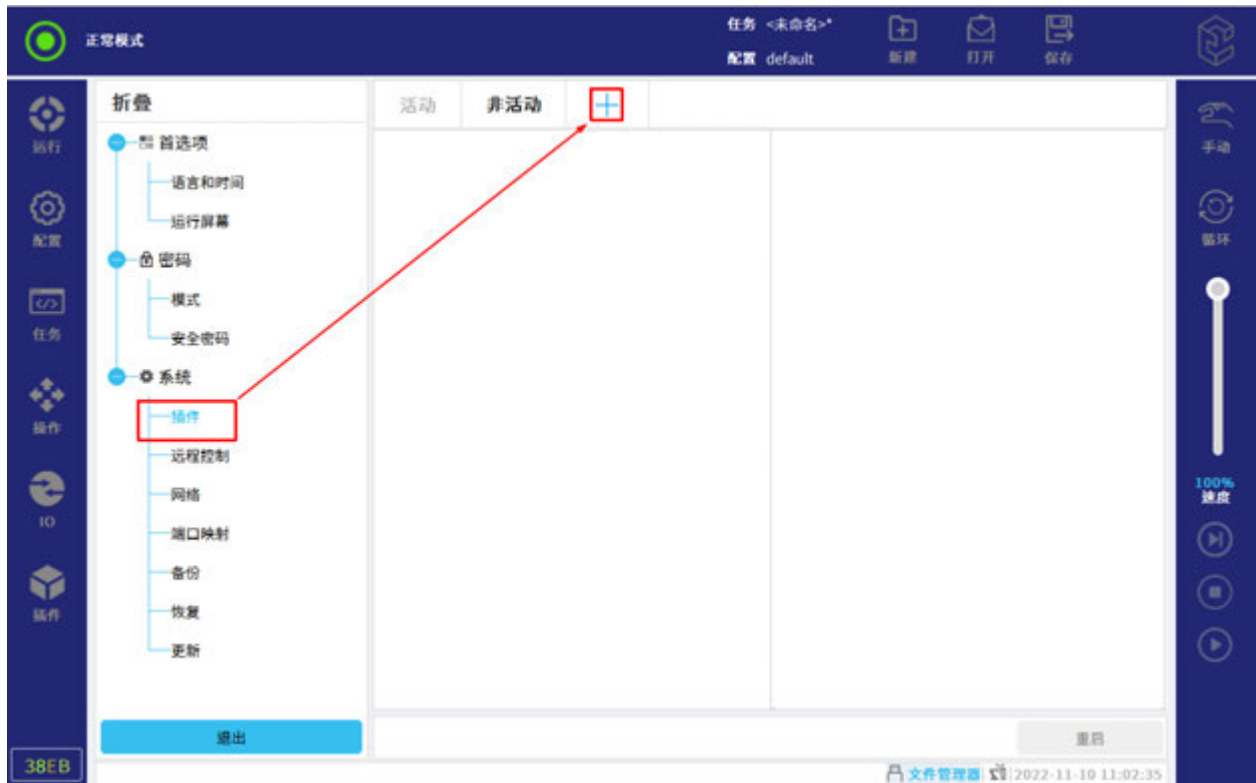 正常模式
任务 <未命名>*
配置 default
新建
打开
保存
运行
配置
任务
操作
IO
插件
38EB
折叠
首选项
语言和时间
运行屏幕
密码
模式
安全密码
系统
插件
远程控制
网络
端口映射
备份
恢复
更新
退出
活动 非活动
重启
文件管理器 2022-11-10 11:02:35
手动
循环
100%
速度